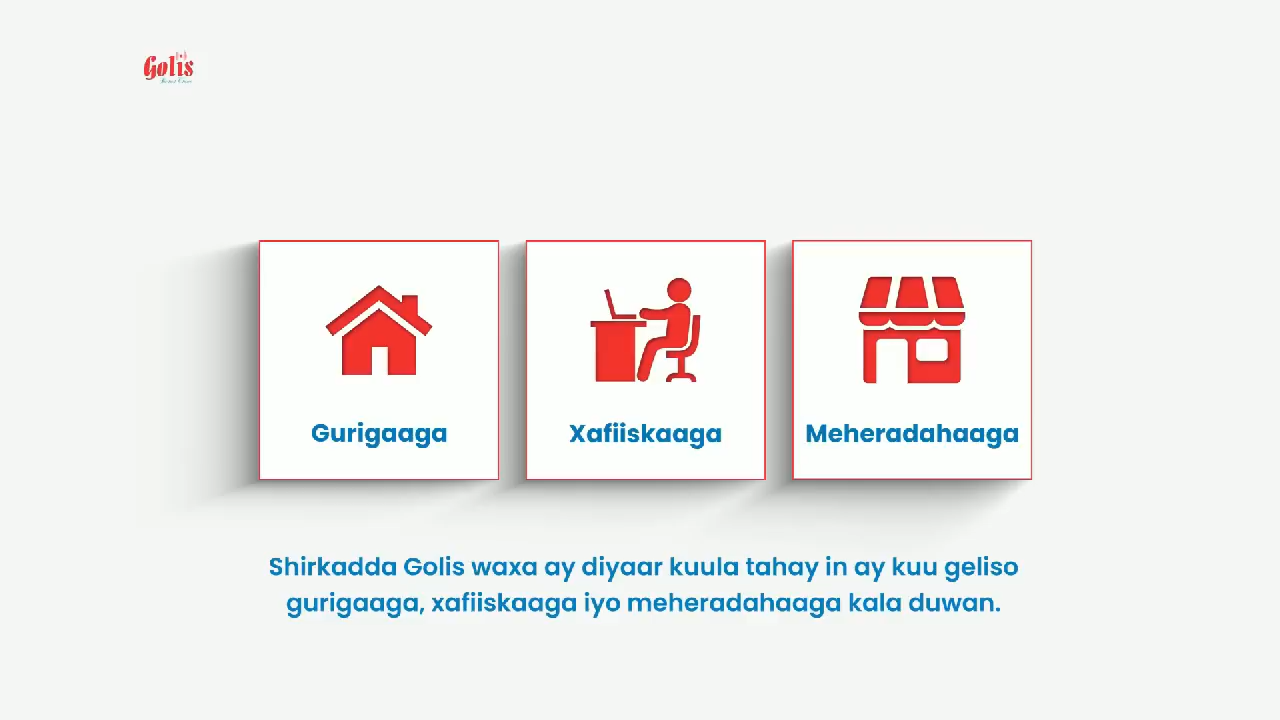 Golis
Gurigaaga
Xafiiskaaga
Meheradahaaga
Shirkadda Golis waxa ay diyaar kuula tahay in ay kuu geliso
gurigaaga, xafiiskaaga iyo meheradahaaga kala duwan.